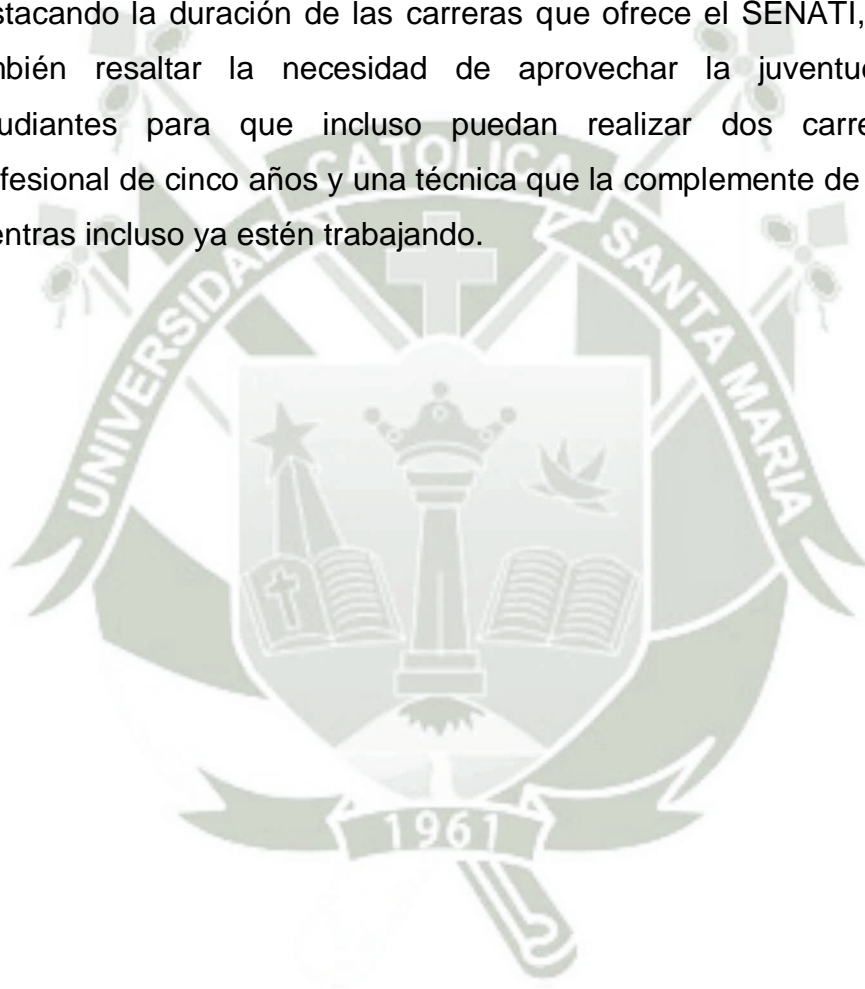 stacando la duración de las carreras que ofrece el SENATI,
mbién resaltar la necesidad de aprovechar la juventu
udiantes para que incluso puedan realizar dos carre
fesional de cinco años y una técnica que la complemente de
entras incluso ya estén trabajando.
UNIVERSIDAD CATOLICA SANTA MARIA
1961